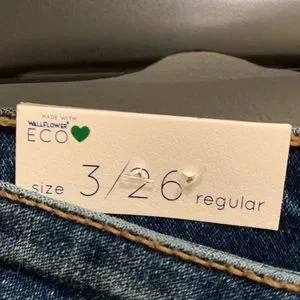 MADE WITH
WALLFLOWER®
ECO
size 3/26 regular